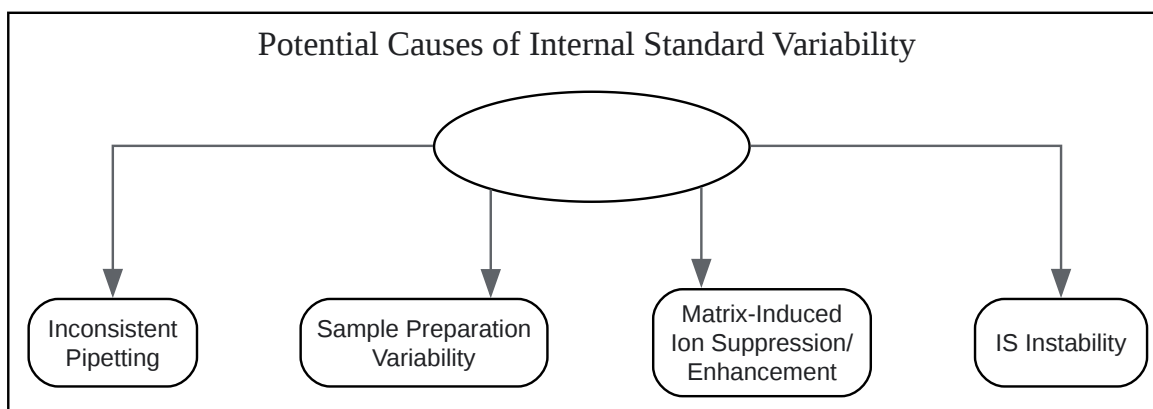 Potential Causes of Internal Standard Variability
Inconsistent
Pipetting
Sample Preparation
Variability
Matrix-Induced
Ion Suppression/
Enhancement
IS Instability